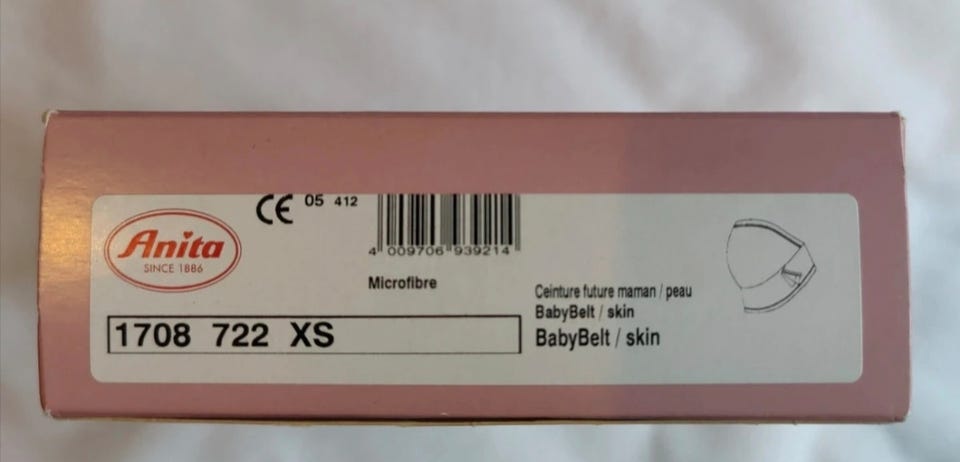 CE 05 412
4 009706 939214
Anita
SINCE 1886
Microfibre
Ceinture future maman / peau
BabyBelt / skin
1708 722 XS
BabyBelt / skin